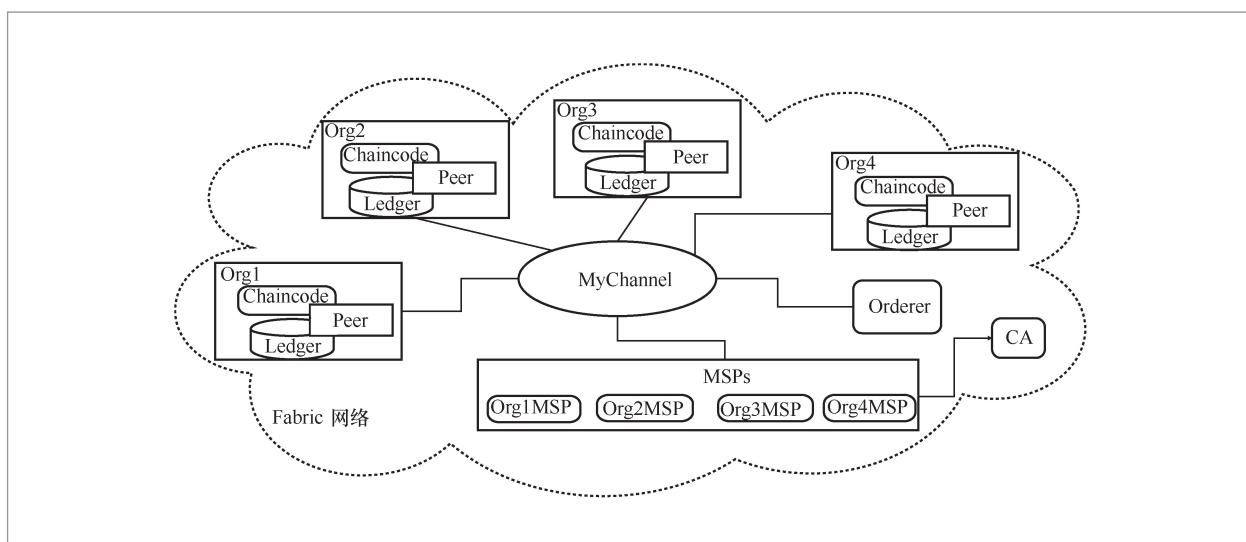 Org3
Chaincode
Peer
Ledger
Org2
Chaincode
Peer
Ledger
Org4
Chaincode
Peer
Ledger
Org1
Chaincode
Peer
Ledger
MyChannel
Orderer
CA
MSPs
Org1MSP
Org2MSP
Org3MSP
Org4MSP
Fabric 网络